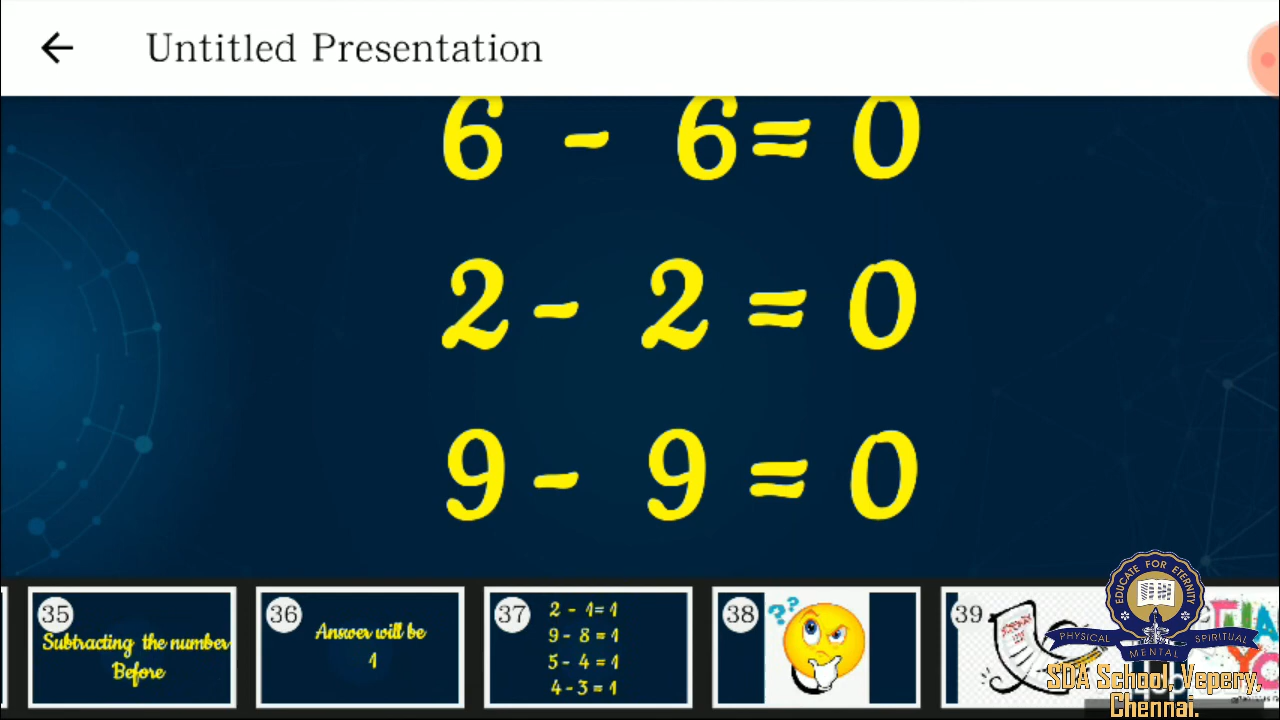 Untitled Presentation
6 - 6= 0
2 - 2 = 0
9 - 9 = 0
35
Subtracting the number
Before
36
Answer will be
1
37
2 - 1= 1
9 - 8 = 1
5 - 4 = 1
4 - 3 = 1
38
??
39
EDUCATE FOR ETERNITY
PHYSICAL
MENTAL
SPIRITUAL
SDA School, Vepery,
Chennai.